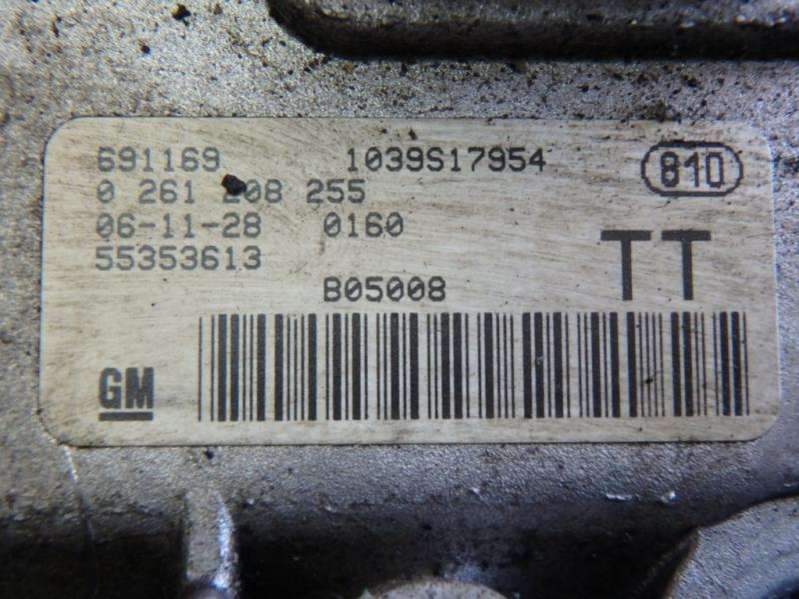 691169 1039S17954 810
0 261 208 255
06-11-28 0160
55353613 TT
B05008
GM